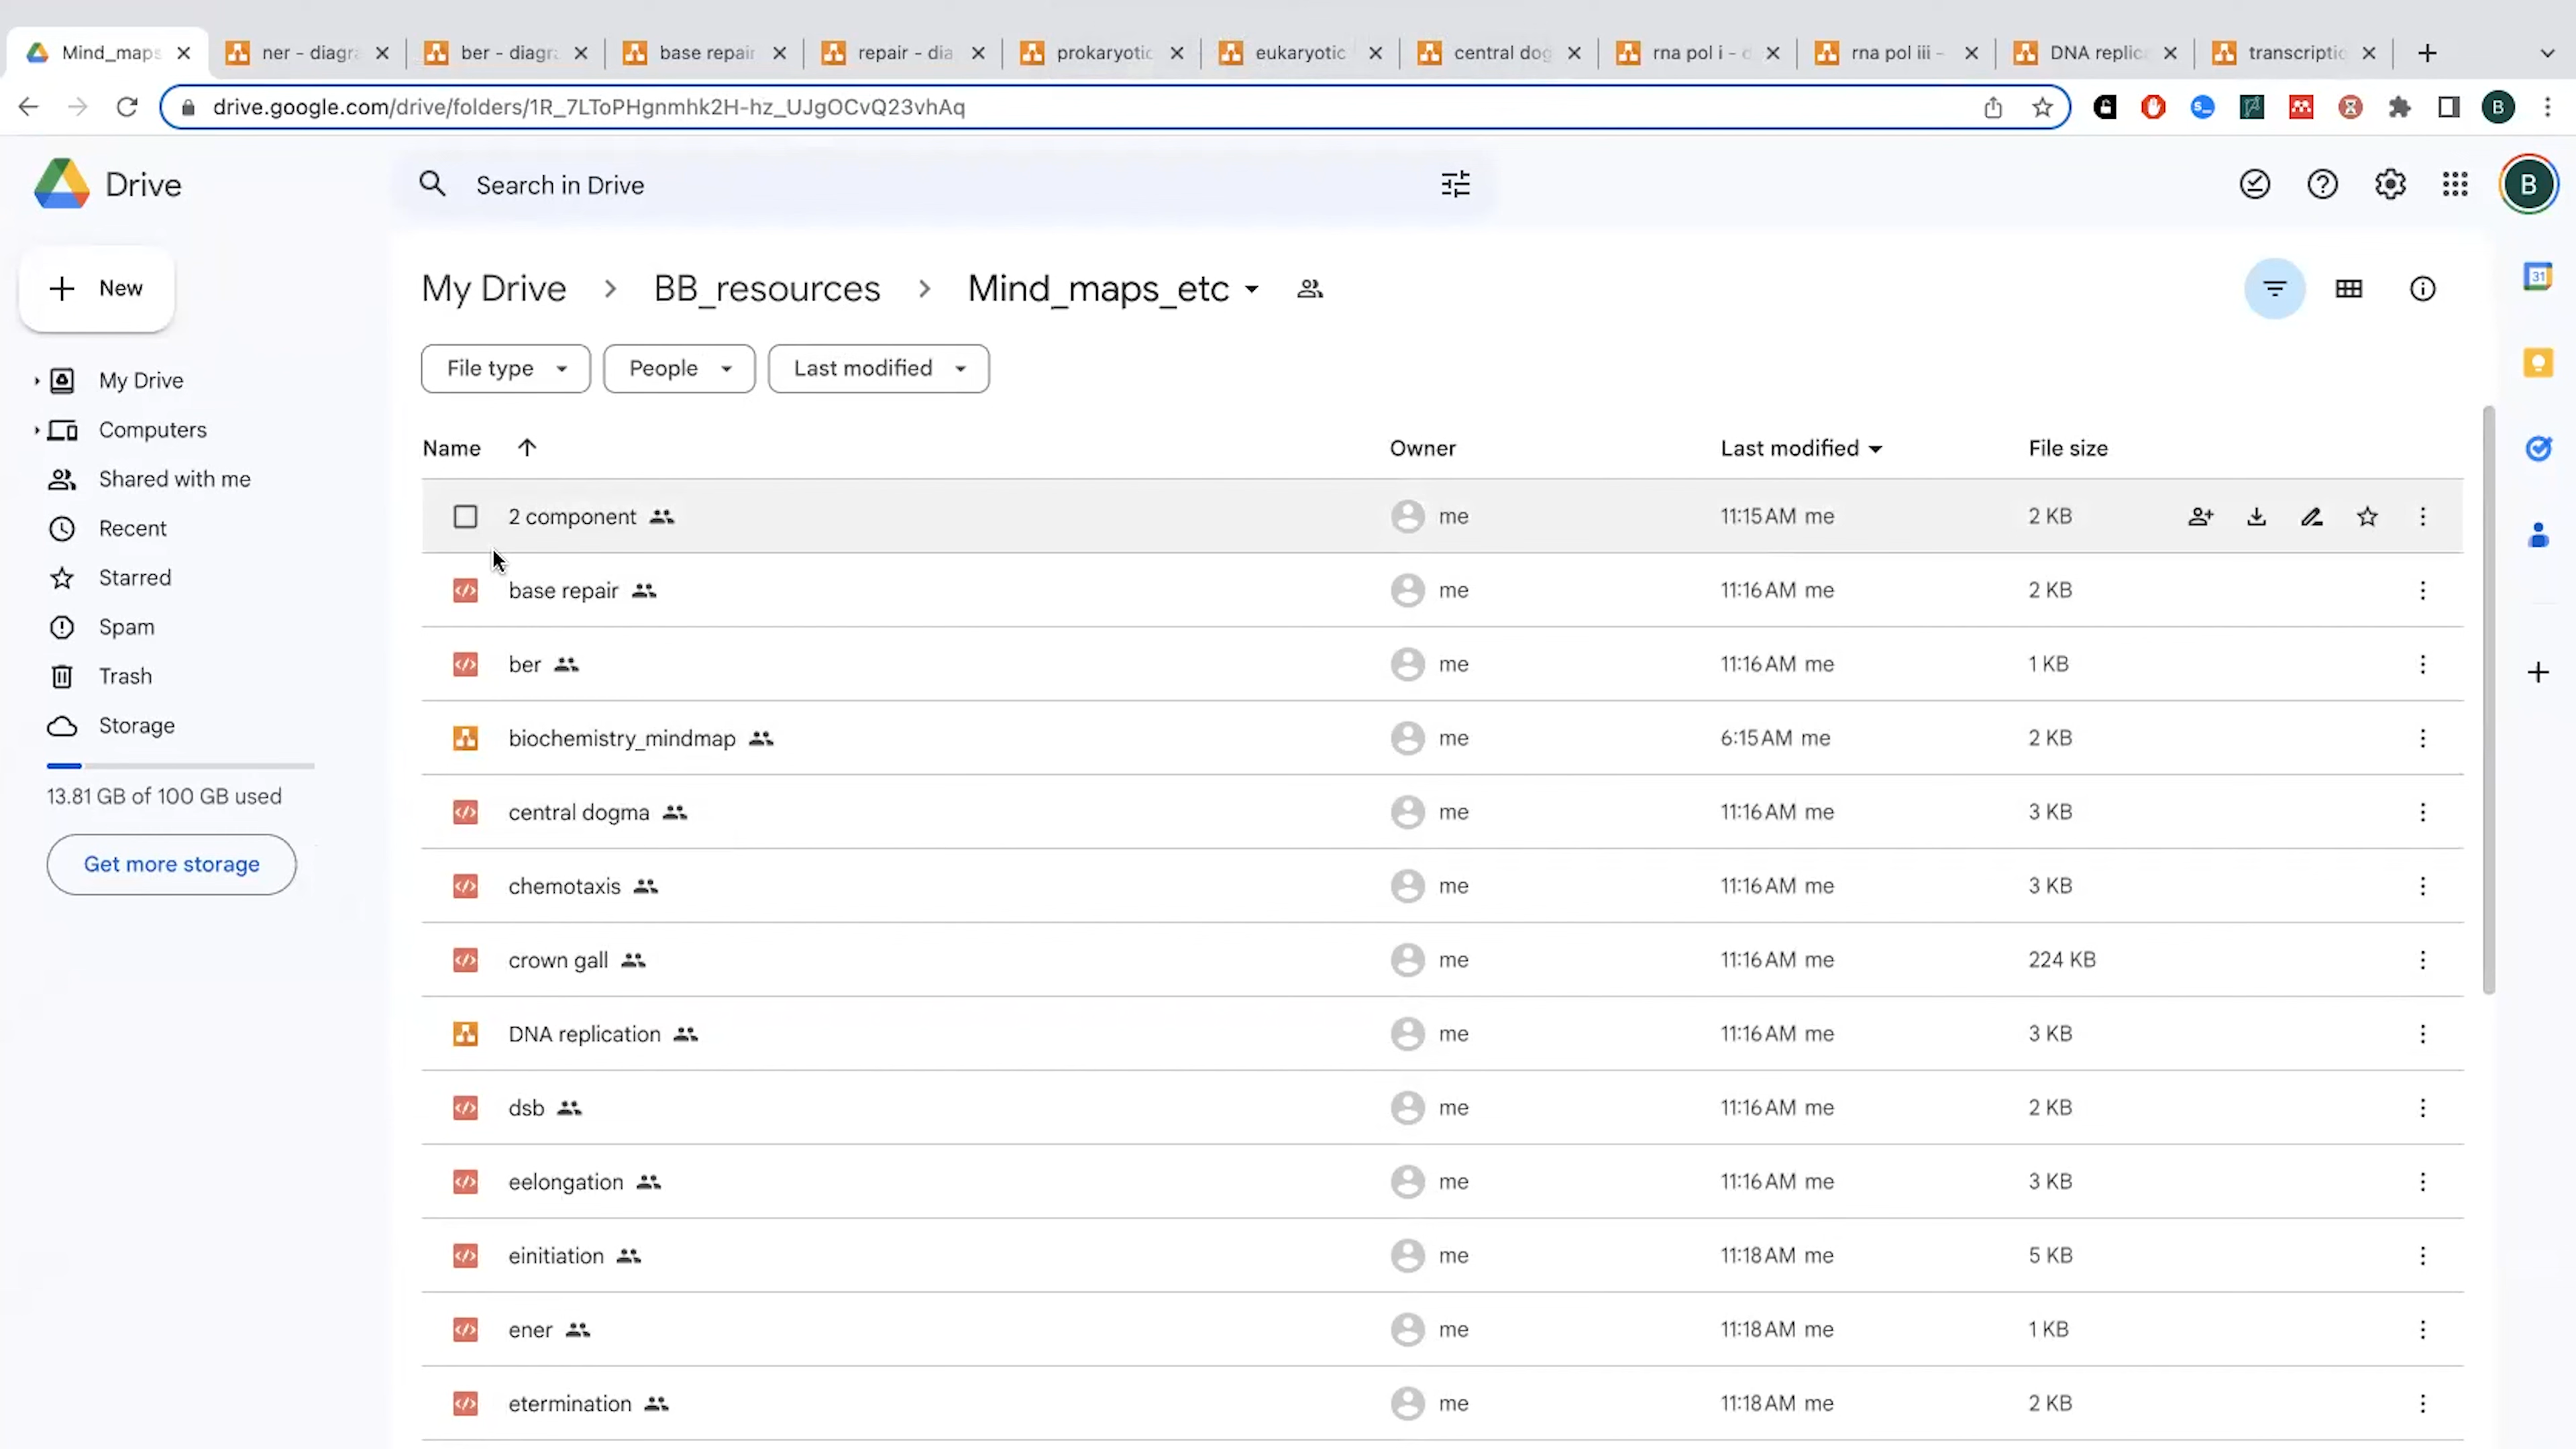 Mind_maps
ner - diagra
ber - diagra
base repair
repair - dia
prokaryotic
eukaryotic
central dog
rna pol i - d
rna pol iii -
DNA replic
transcriptio
drive.google.com/drive/folders/1R_7LToPHgnmhk2H-hz_UJgOCvQ23vhAq
B
Drive
Search in Drive
B
New
My Drive
Computers
Shared with me
Recent
Starred
Spam
Trash
Storage
13.81 GB of 100 GB used
Get more storage
My Drive > BB_resources > Mind_maps_etc
File type People Last modified
Name Owner Last modified File size
2 component me 11:15 AM me 2 KB
base repair me 11:16 AM me 2 KB
ber me 11:16 AM me 1 KB
biochemistry_mindmap me 6:15 AM me 2 KB
central dogma me 11:16 AM me 3 KB
chemotaxis me 11:16 AM me 3 KB
crown gall me 11:16 AM me 224 KB
DNA replication me 11:16 AM me 3 KB
dsb me 11:16 AM me 2 KB
eelongation me 11:16 AM me 3 KB
einitiation me 11:18 AM me 5 KB
ener me 11:18 AM me 1 KB
etermination me 11:18 AM me 2 KB
31